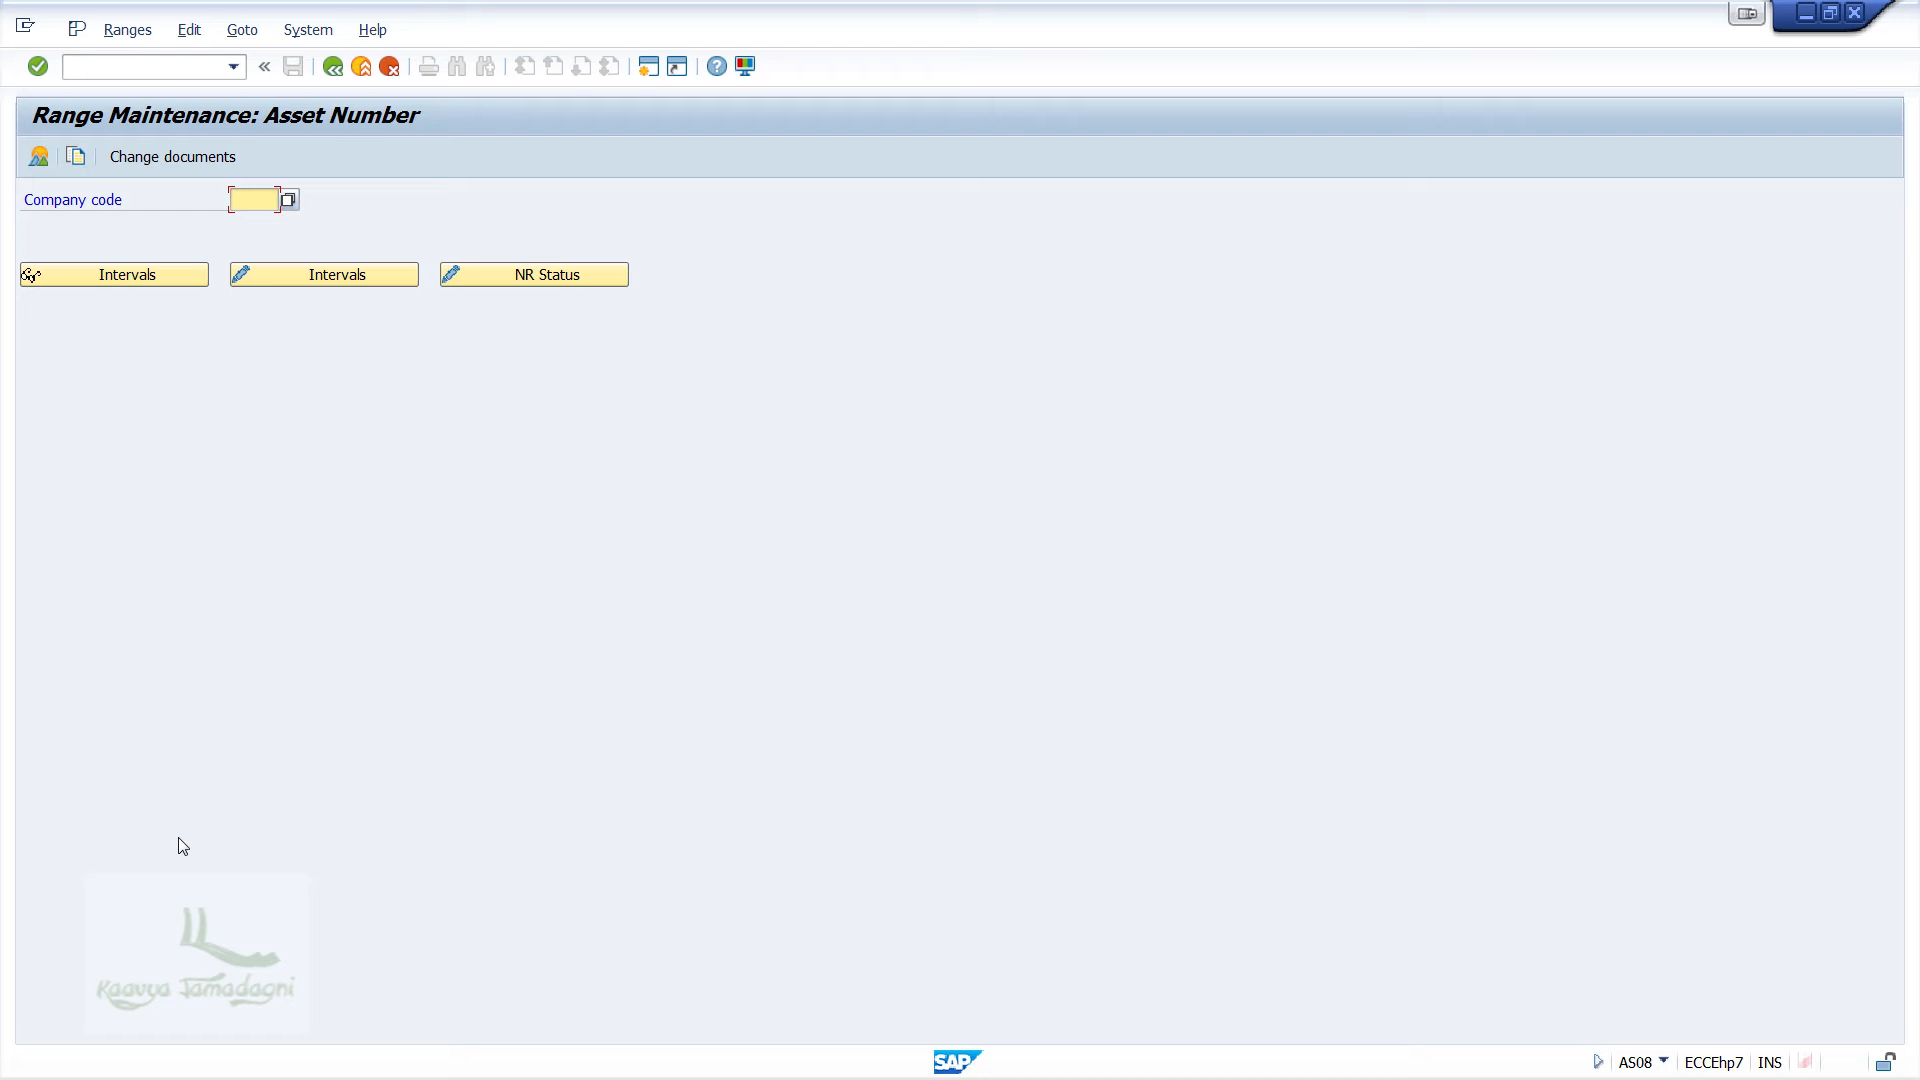 Ranges Edit Goto System Help
Range Maintenance: Asset Number
Change documents
Company code
Intervals Intervals NR Status
Kaavya Jamadagni
SAP AS08 ECCEhp7 INS